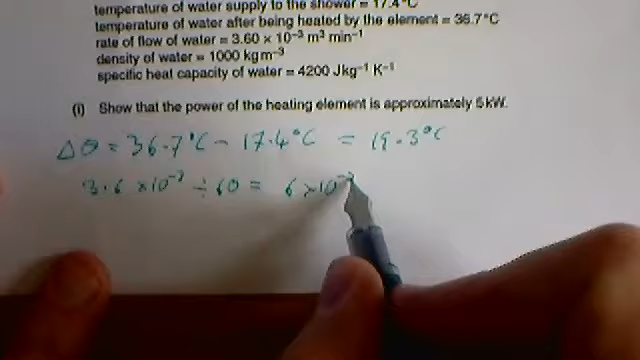 temperature of water supply to the shower = 17.4°C
temperature of water after being heated by the element = 36.7°C
rate of flow of water = 3.60 × 10⁻³ m³ min⁻¹
density of water = 1000 kg m⁻³
specific heat capacity of water = 4200 J kg⁻¹ K⁻¹
(i) Show that the power of the heating element is approximately 5 kW.
Δθ = 36.7°C - 17.4°C = 19.3°C
3.6 × 10⁻³ ÷ 60 = 6 × 10